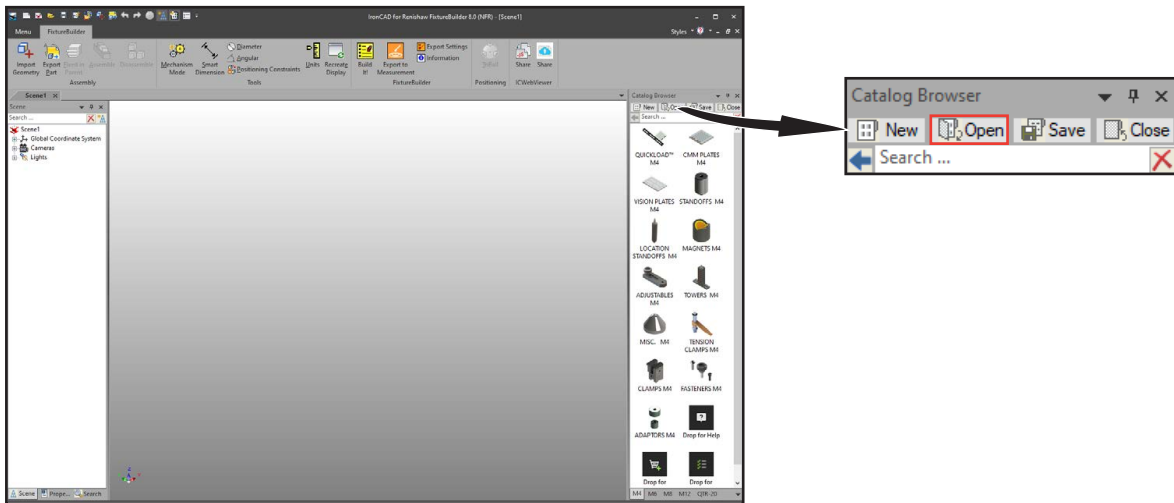 IronCAD for Renishaw FixtureBuilder 8.0 (NFR) - [Scene1]
Menu FixtureBuilder Styles
Import Geometry
Export Part
Mechanism Mode
Smart Dimension
Diameter
Angular
Positioning Constraints
Units
Recreate Display
Build It!
Export to Measurement
Export Settings
Information
Share Share
Assembly Tools FixtureBuilder Positioning ICWebViewer
Scene1
Scene
Search ...
Scene1
Global Coordinate System
Cameras
Lights
Catalog Browser
New Open Save Close
Search ...
QUICKLOAD™ M4
CMM PLATES M4
VISION PLATES M4
STANDOFFS M4
LOCATION STANDOFFS M4
MAGNETS M4
ADJUSTABLES M4
TOWERS M4
MISC. M4
TENSION CLAMPS M4
CLAMPS M4
FASTENERS M4
ADAPTORS M4
Drop for Help
Drop for
Drop for
Scene Prope... Search
M4 M6 M8 M12 QTR-20
Catalog Browser
New Open Save Close
Search ...